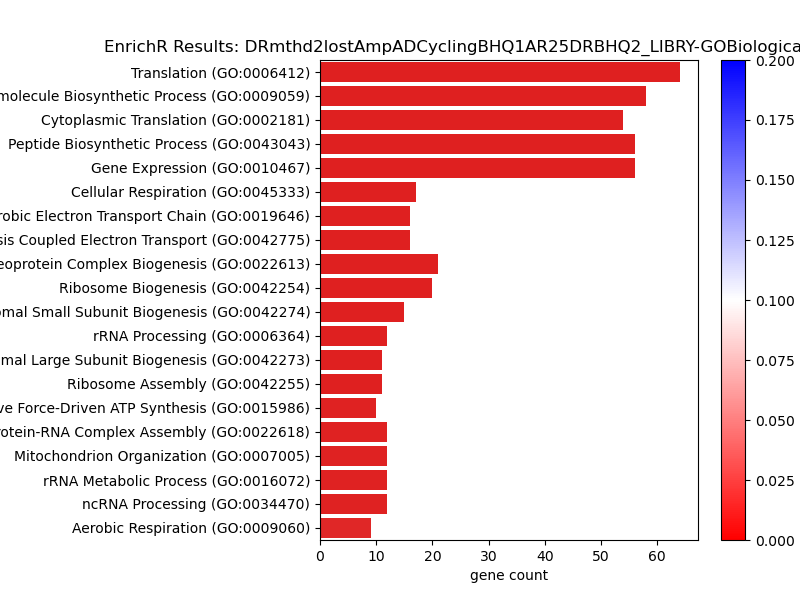 EnrichR Results: DRmthd2lostAmpADCyclingBHQ1AR25DRBHQ2_LIBRY-GOBiologica
Translation (GO:0006412)
molecule Biosynthetic Process (GO:0009059)
Cytoplasmic Translation (GO:0002181)
Peptide Biosynthetic Process (GO:0043043)
Gene Expression (GO:0010467)
Cellular Respiration (GO:0045333)
robic Electron Transport Chain (GO:0019646)
sis Coupled Electron Transport (GO:0042775)
eoprotein Complex Biogenesis (GO:0022613)
Ribosome Biogenesis (GO:0042254)
omal Small Subunit Biogenesis (GO:0042274)
rRNA Processing (GO:0006364)
mal Large Subunit Biogenesis (GO:0042273)
Ribosome Assembly (GO:0042255)
ve Force-Driven ATP Synthesis (GO:0015986)
rotein-RNA Complex Assembly (GO:0022618)
Mitochondrion Organization (GO:0007005)
rRNA Metabolic Process (GO:0016072)
ncRNA Processing (GO:0034470)
Aerobic Respiration (GO:0009060)
0 10 20 30 40 50 60
gene count
0.200
0.175
0.150
0.125
0.100
0.075
0.050
0.025
0.000